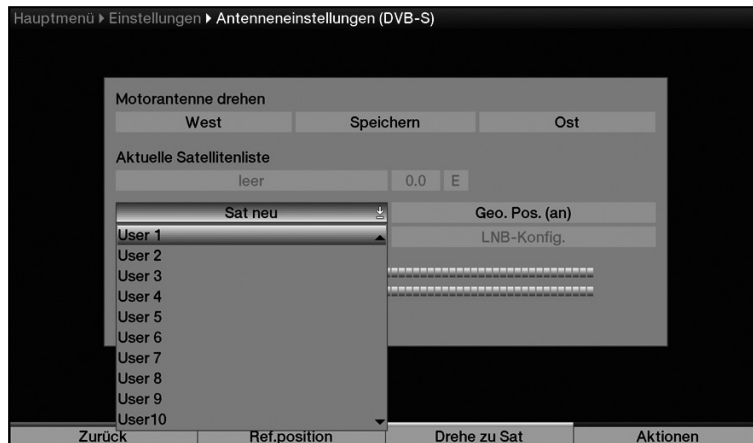 Hauptmenü ▸ Einstellungen ▸ Antenneneinstellungen (DVB-S)
Motorantenne drehen
West Speichern Ost
Aktuelle Satellitenliste
leer 0.0 E
Sat neu Geo. Pos. (an)
User 1 LNB-Konfig.
User 2
User 3
User 4
User 5
User 6
User 7
User 8
User 9
User10
Zurück Ref.position Drehe zu Sat Aktionen